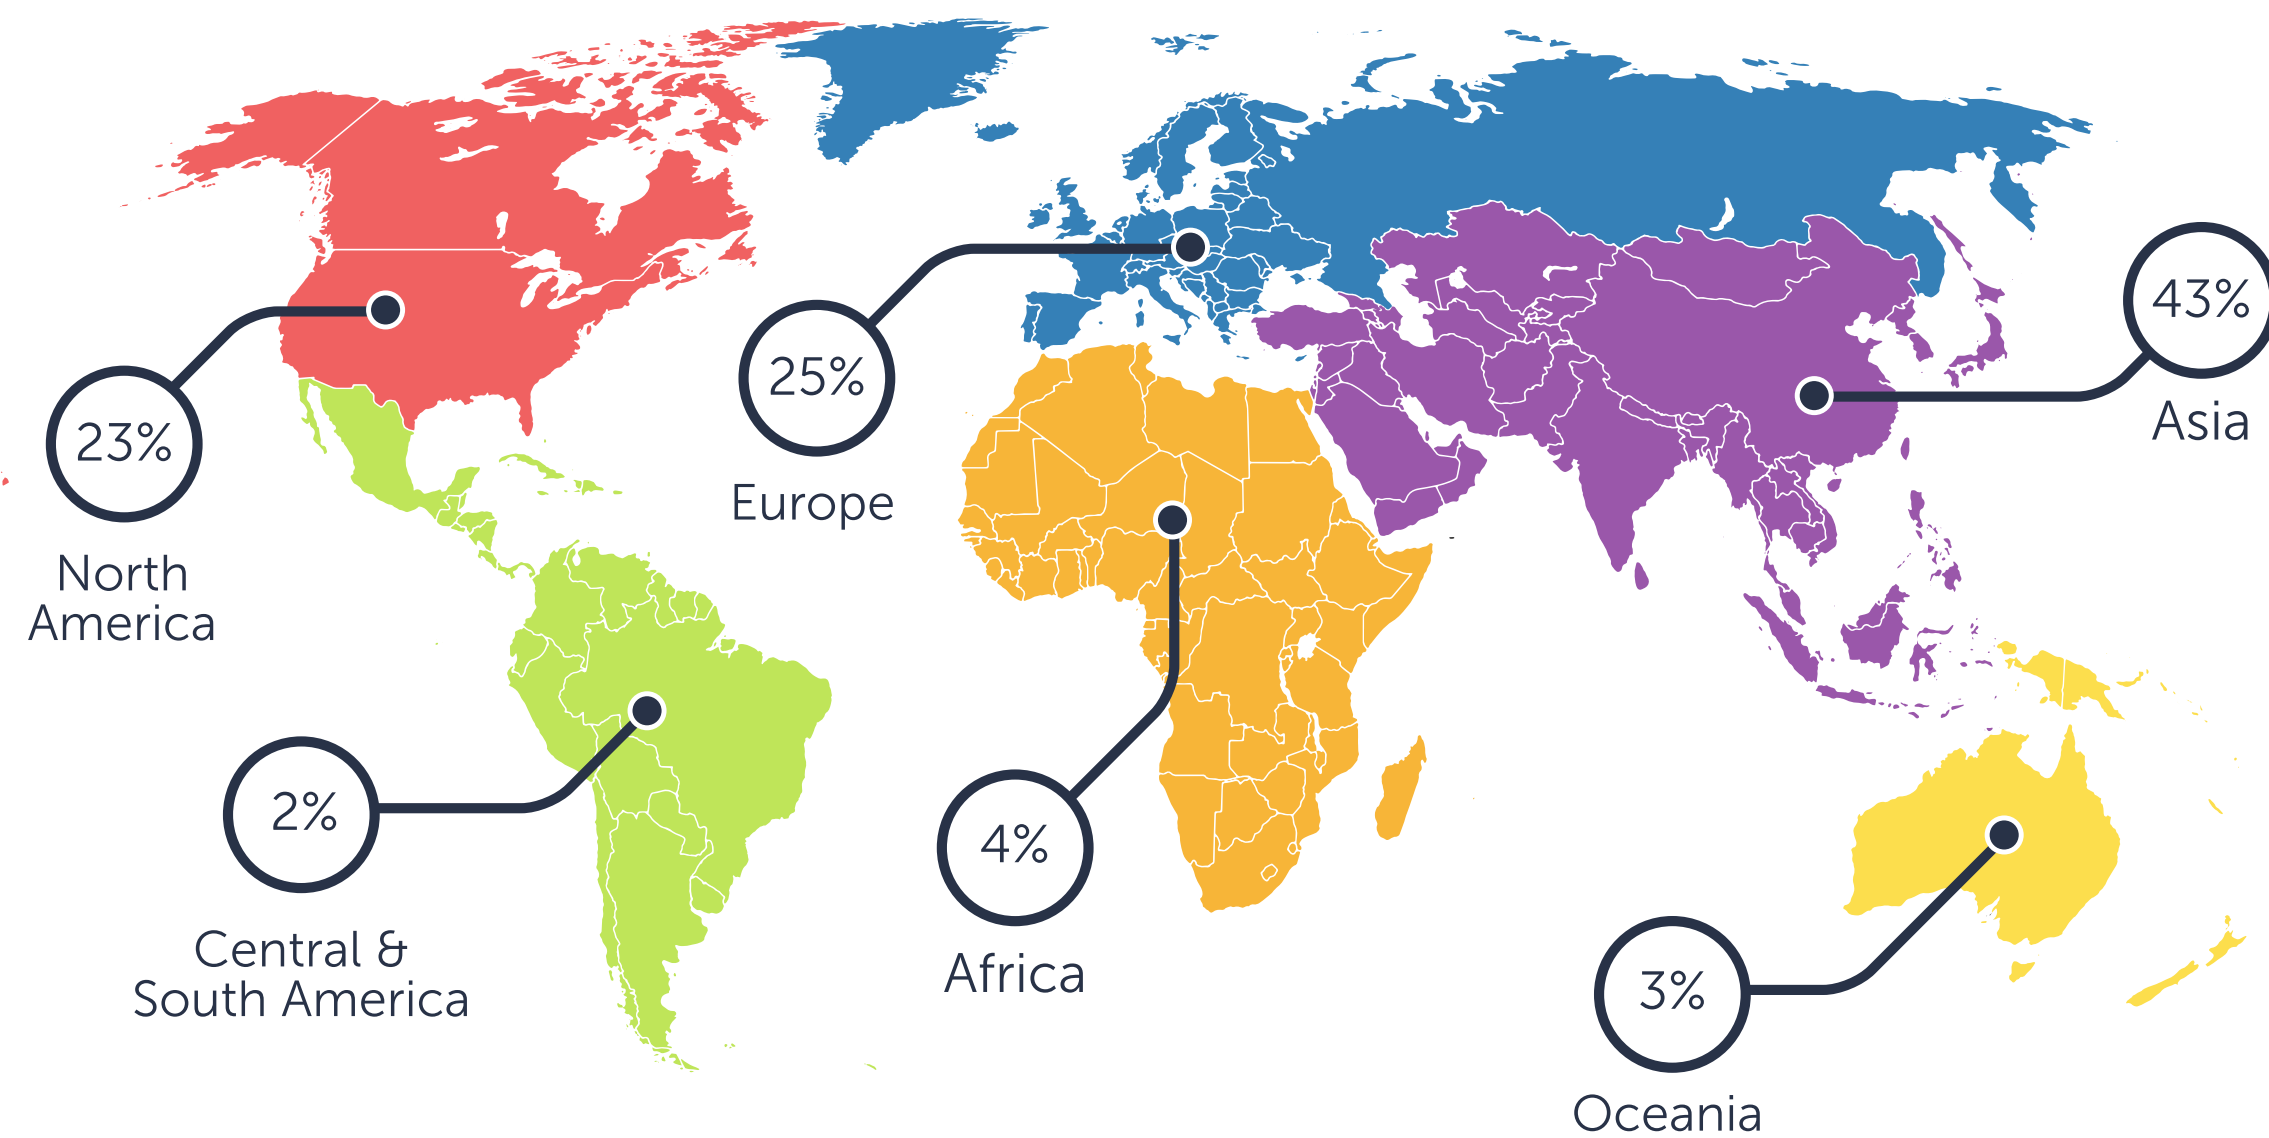 23%
North
America
25%
Europe
43%
Asia
2%
Central &
South America
4%
Africa
3%
Oceania